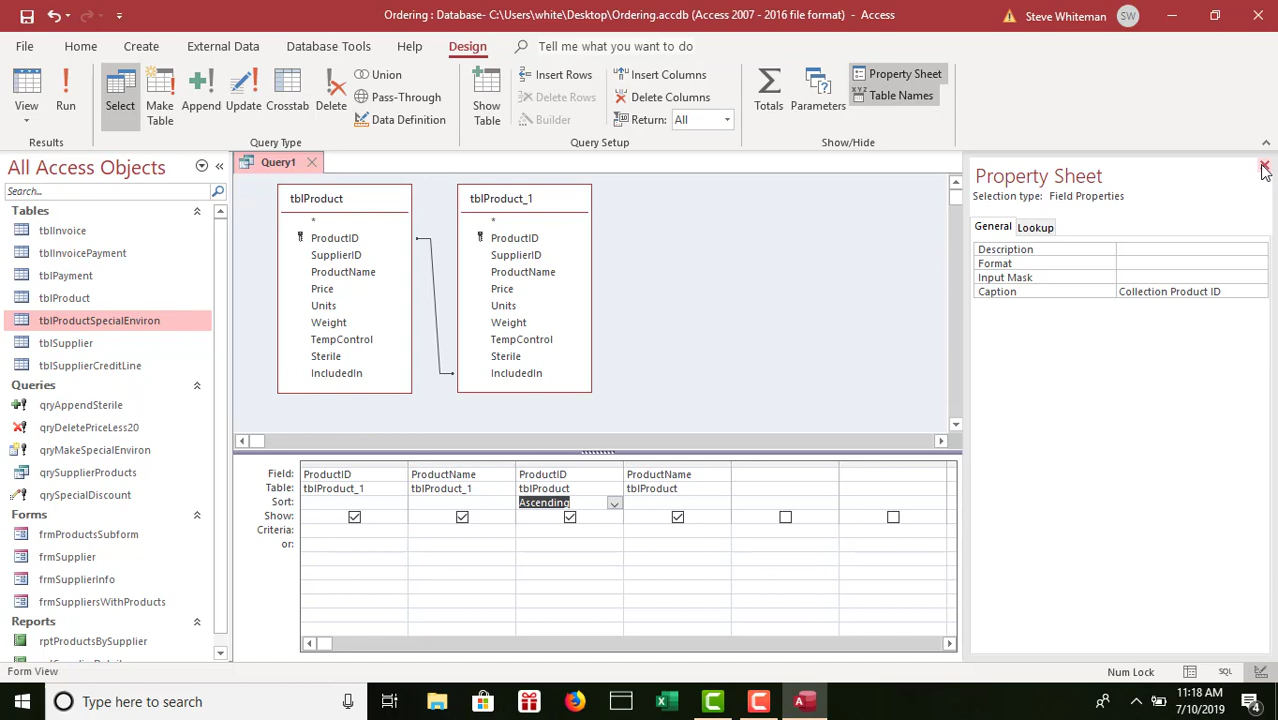 Ordering : Database- C:\Users\white\Desktop\Ordering.accdb (Access 2007 - 2016 file format) - Access
Steve Whiteman SW
File Home Create External Data Database Tools Help Design Tell me what you want to do
View
Run
Results
Select
Make Table
Append
Update
Crosstab
Delete
Union
Pass-Through
Data Definition
Query Type
Show Table
Insert Rows
Delete Rows
Builder
Insert Columns
Delete Columns
Return: All
Query Setup
Totals
Parameters
Property Sheet
XYZ Table Names
Show/Hide
All Access Objects
Search...
Tables
tblInvoice
tblInvoicePayment
tblPayment
tblProduct
tblProductSpecialEnviron
tblSupplier
tblSupplierCreditLine
Queries
qryAppendSterile
qryDeletePriceLess20
qryMakeSpecialEnviron
qrySupplierProducts
qrySpecialDiscount
Forms
frmProductsSubform
frmSupplier
frmSupplierInfo
frmSuppliersWithProducts
Reports
rptProductsBySupplier
Query1
tblProduct
*
ProductID
SupplierID
ProductName
Price
Units
Weight
TempControl
Sterile
IncludedIn
tblProduct_1
*
ProductID
SupplierID
ProductName
Price
Units
Weight
TempControl
Sterile
IncludedIn
Field: ProductID ProductName ProductID ProductName
Table: tblProduct_1 tblProduct_1 tblProduct tblProduct
Sort: Ascending
Show:
Criteria:
or:
Property Sheet
Selection type: Field Properties
General Lookup
Description
Format
Input Mask
Caption Collection Product ID
Form View
Num Lock
SQL
Type here to search
11:18 AM
7/10/2019
4